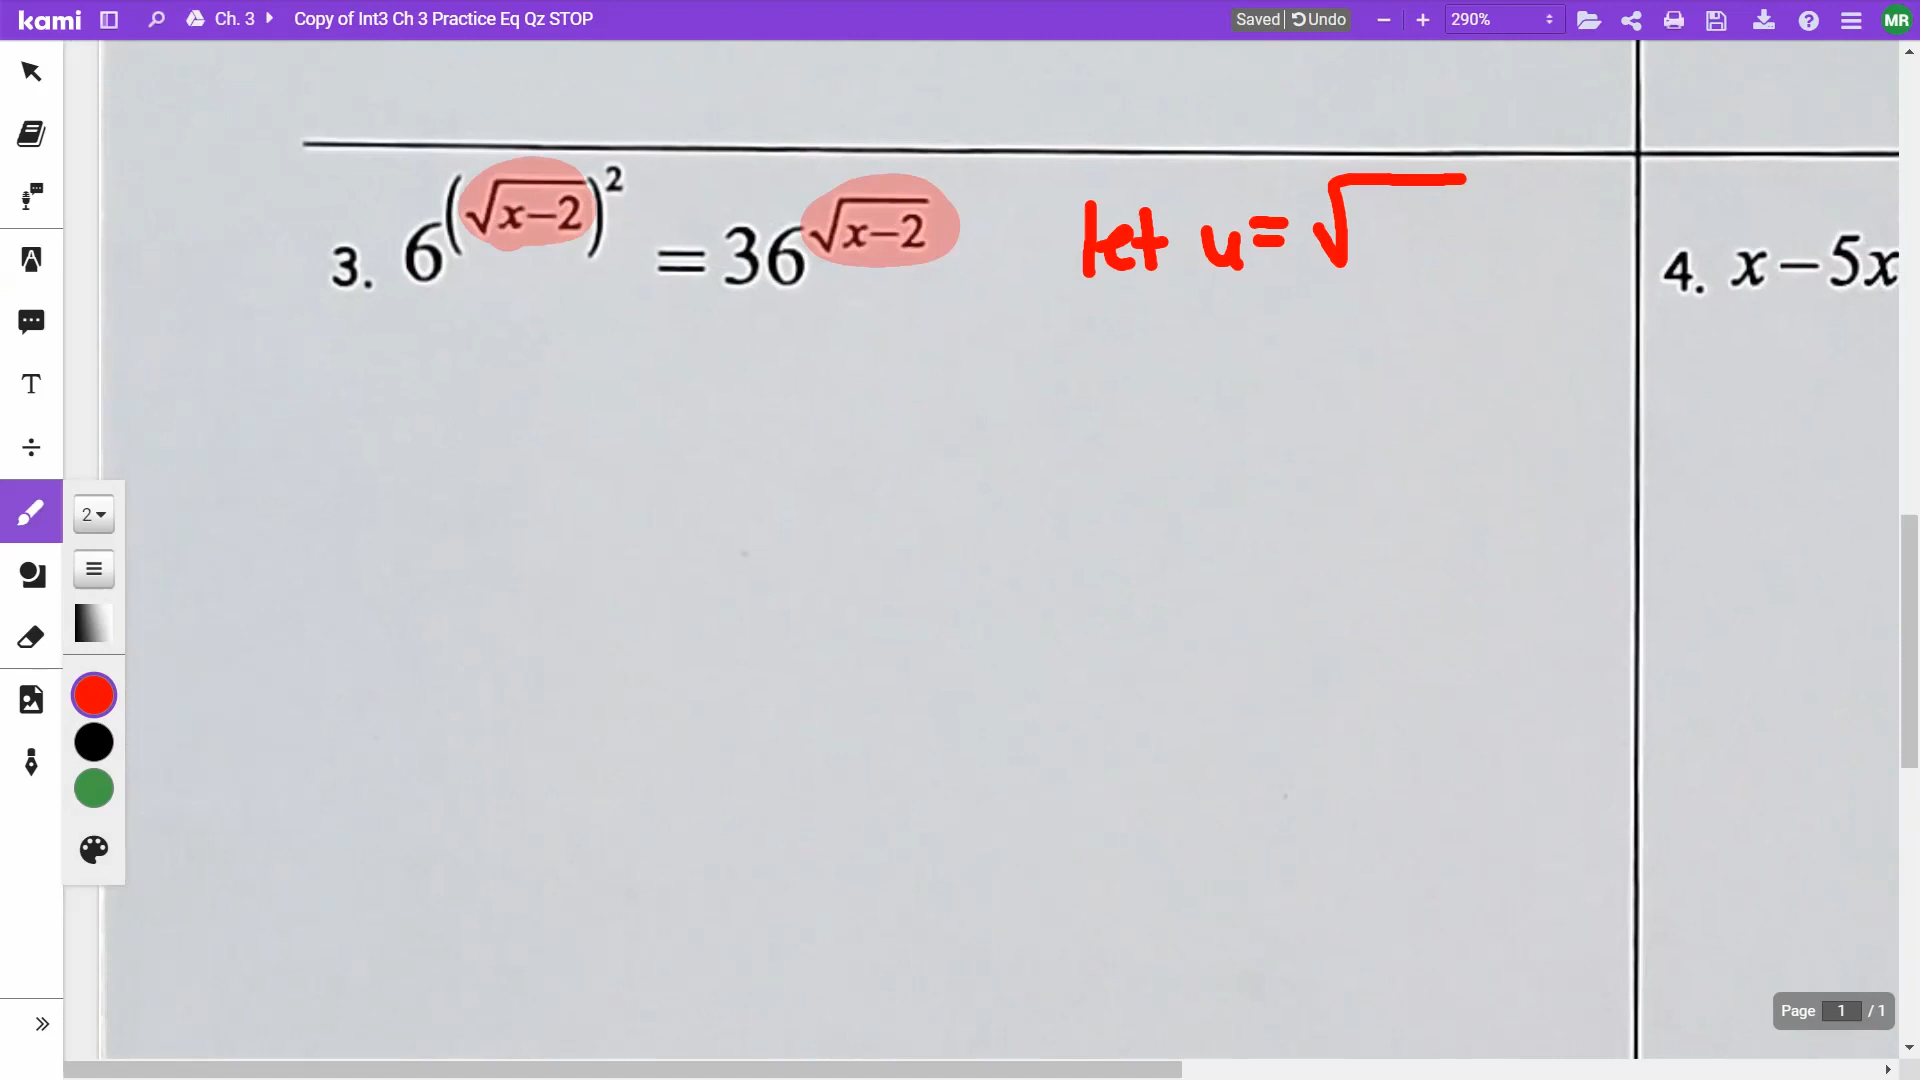 kami Ch. 3 Copy of Int3 Ch 3 Practice Eq Qz STOP Saved Undo 290% MR
3. 6^(√(x−2))^2 = 36^√(x−2) let u = √
4. x − 5x
T
2
Page 1 / 1